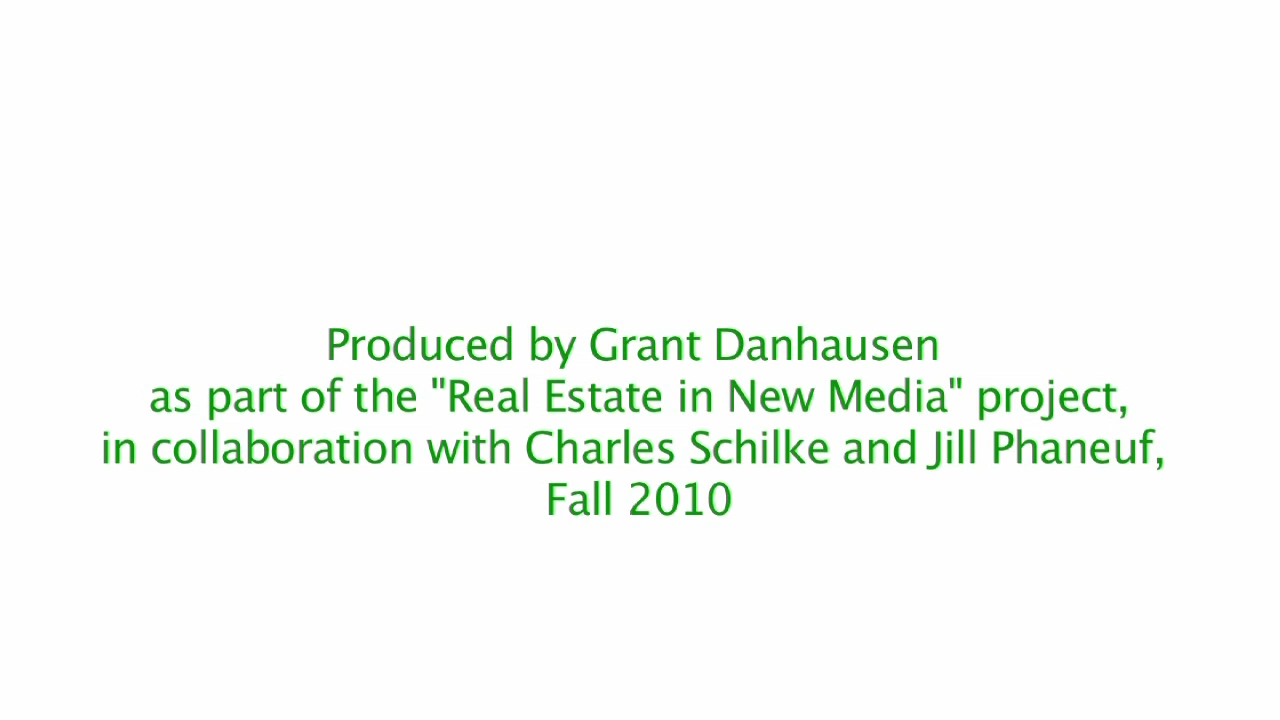 Produced by Grant Danhausen
as part of the "Real Estate in New Media" project,
in collaboration with Charles Schilke and Jill Phaneuf,
Fall 2010